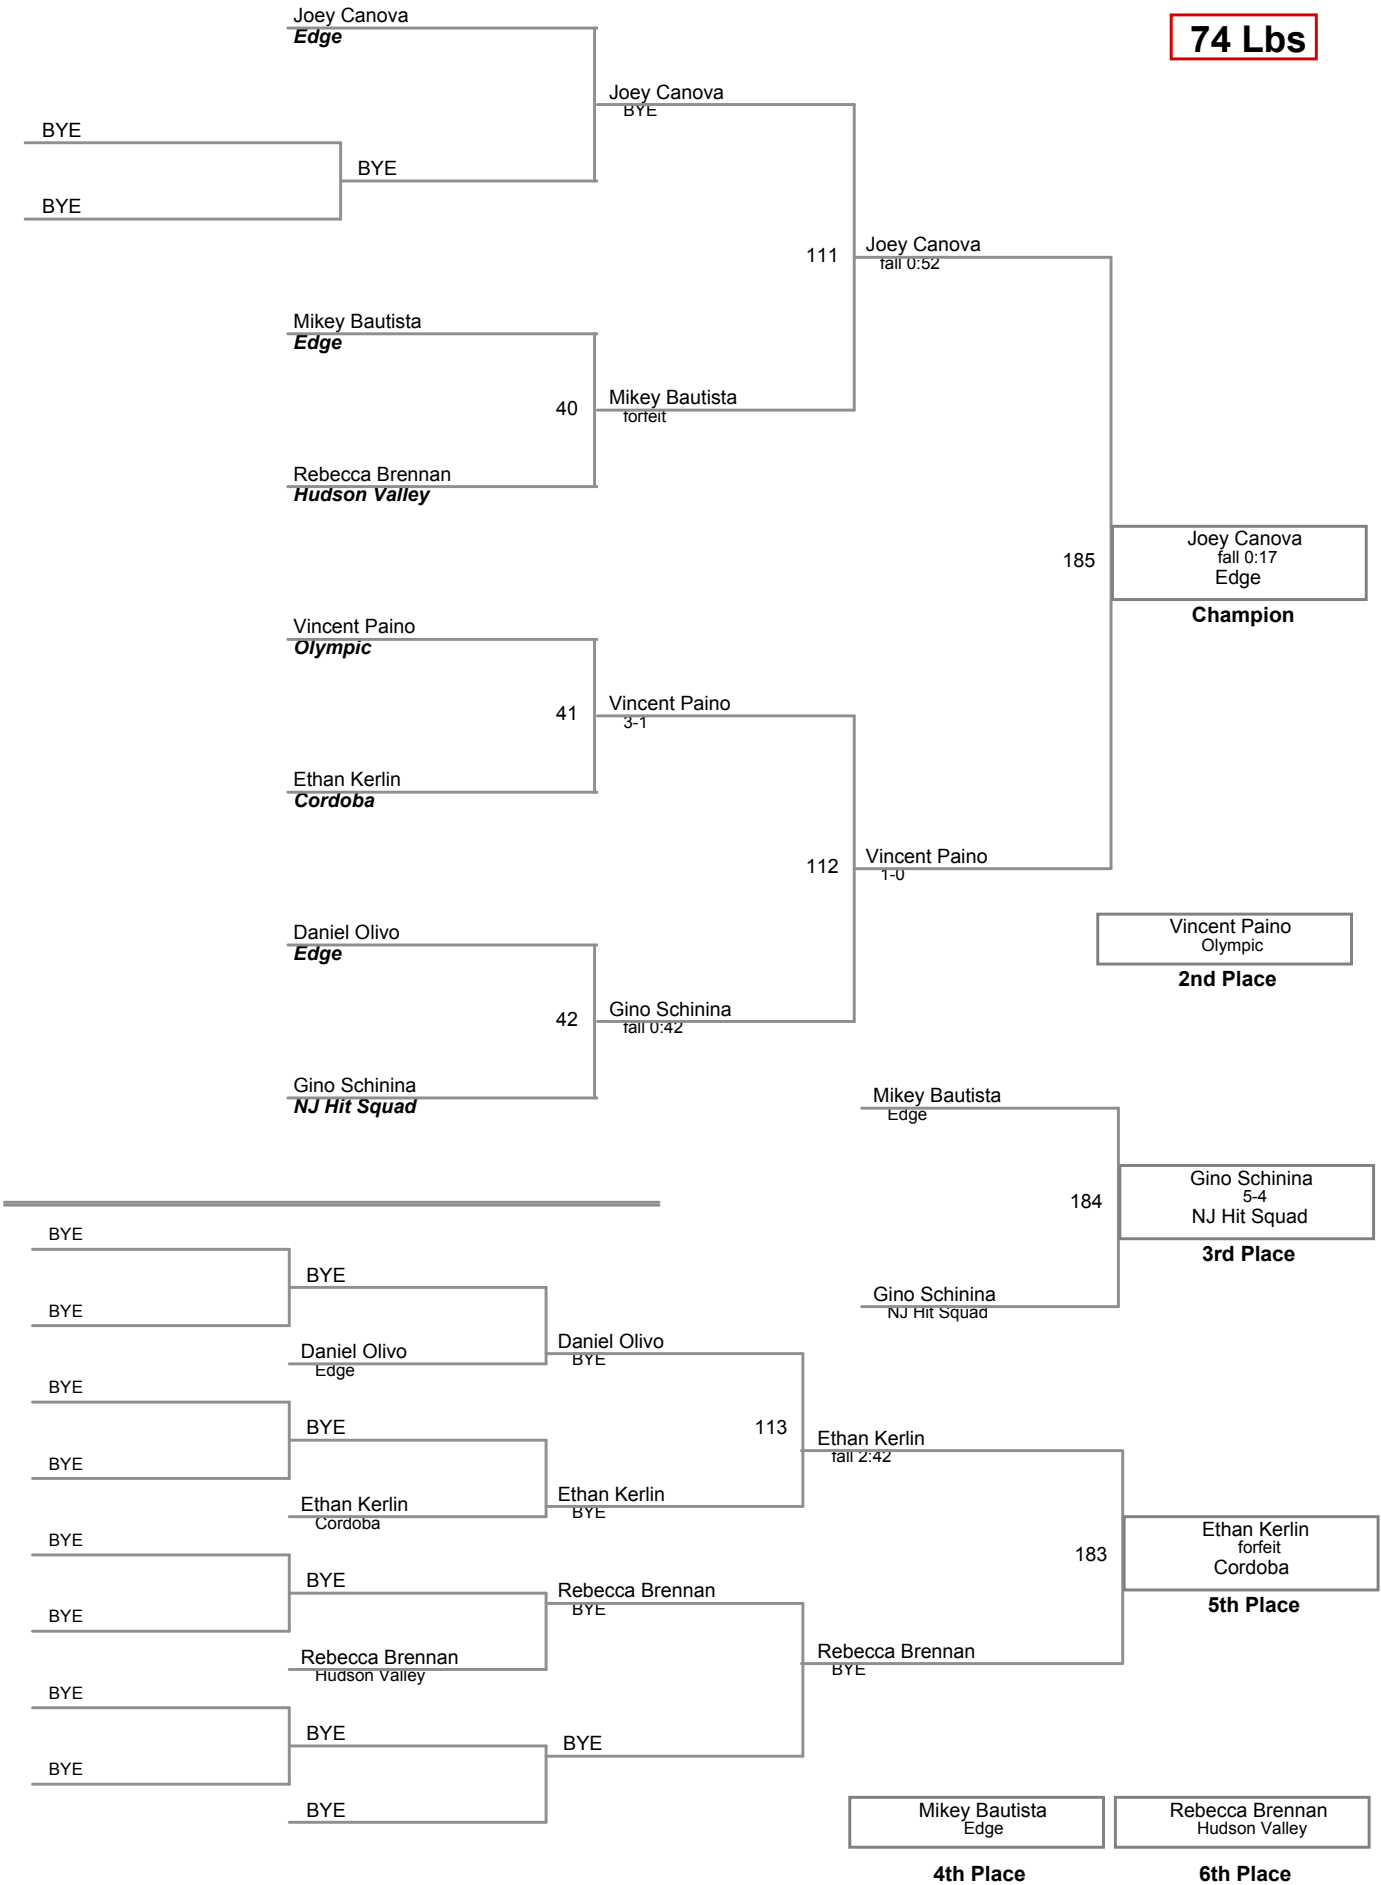 Joey Canova
Edge
74 Lbs
Joey Canova
BYE
BYE
BYE
BYE
111
Joey Canova
fall 0:52
Mikey Bautista
Edge
40
Mikey Bautista
forfeit
Rebecca Brennan
Hudson Valley
185
Joey Canova
fall 0:17
Edge
Champion
Vincent Paino
Olympic
41
Vincent Paino
3-1
Ethan Kerlin
Cordoba
112
Vincent Paino
1-0
Daniel Olivo
Edge
Vincent Paino
Olympic
2nd Place
42
Gino Schinina
fall 0:42
Gino Schinina
NJ Hit Squad
Mikey Bautista
Edge
184
Gino Schinina
5-4
NJ Hit Squad
3rd Place
Gino Schinina
NJ Hit Squad
BYE
BYE
BYE
Daniel Olivo
Edge
Daniel Olivo
BYE
BYE
BYE
BYE
113
Ethan Kerlin
fall 2:42
Ethan Kerlin
Cordoba
Ethan Kerlin
BYE
BYE
BYE
BYE
183
Ethan Kerlin
forfeit
Cordoba
5th Place
Rebecca Brennan
BYE
Rebecca Brennan
Hudson Valley
Rebecca Brennan
BYE
BYE
BYE
BYE
BYE
BYE
Mikey Bautista
Edge
4th Place
Rebecca Brennan
Hudson Valley
6th Place